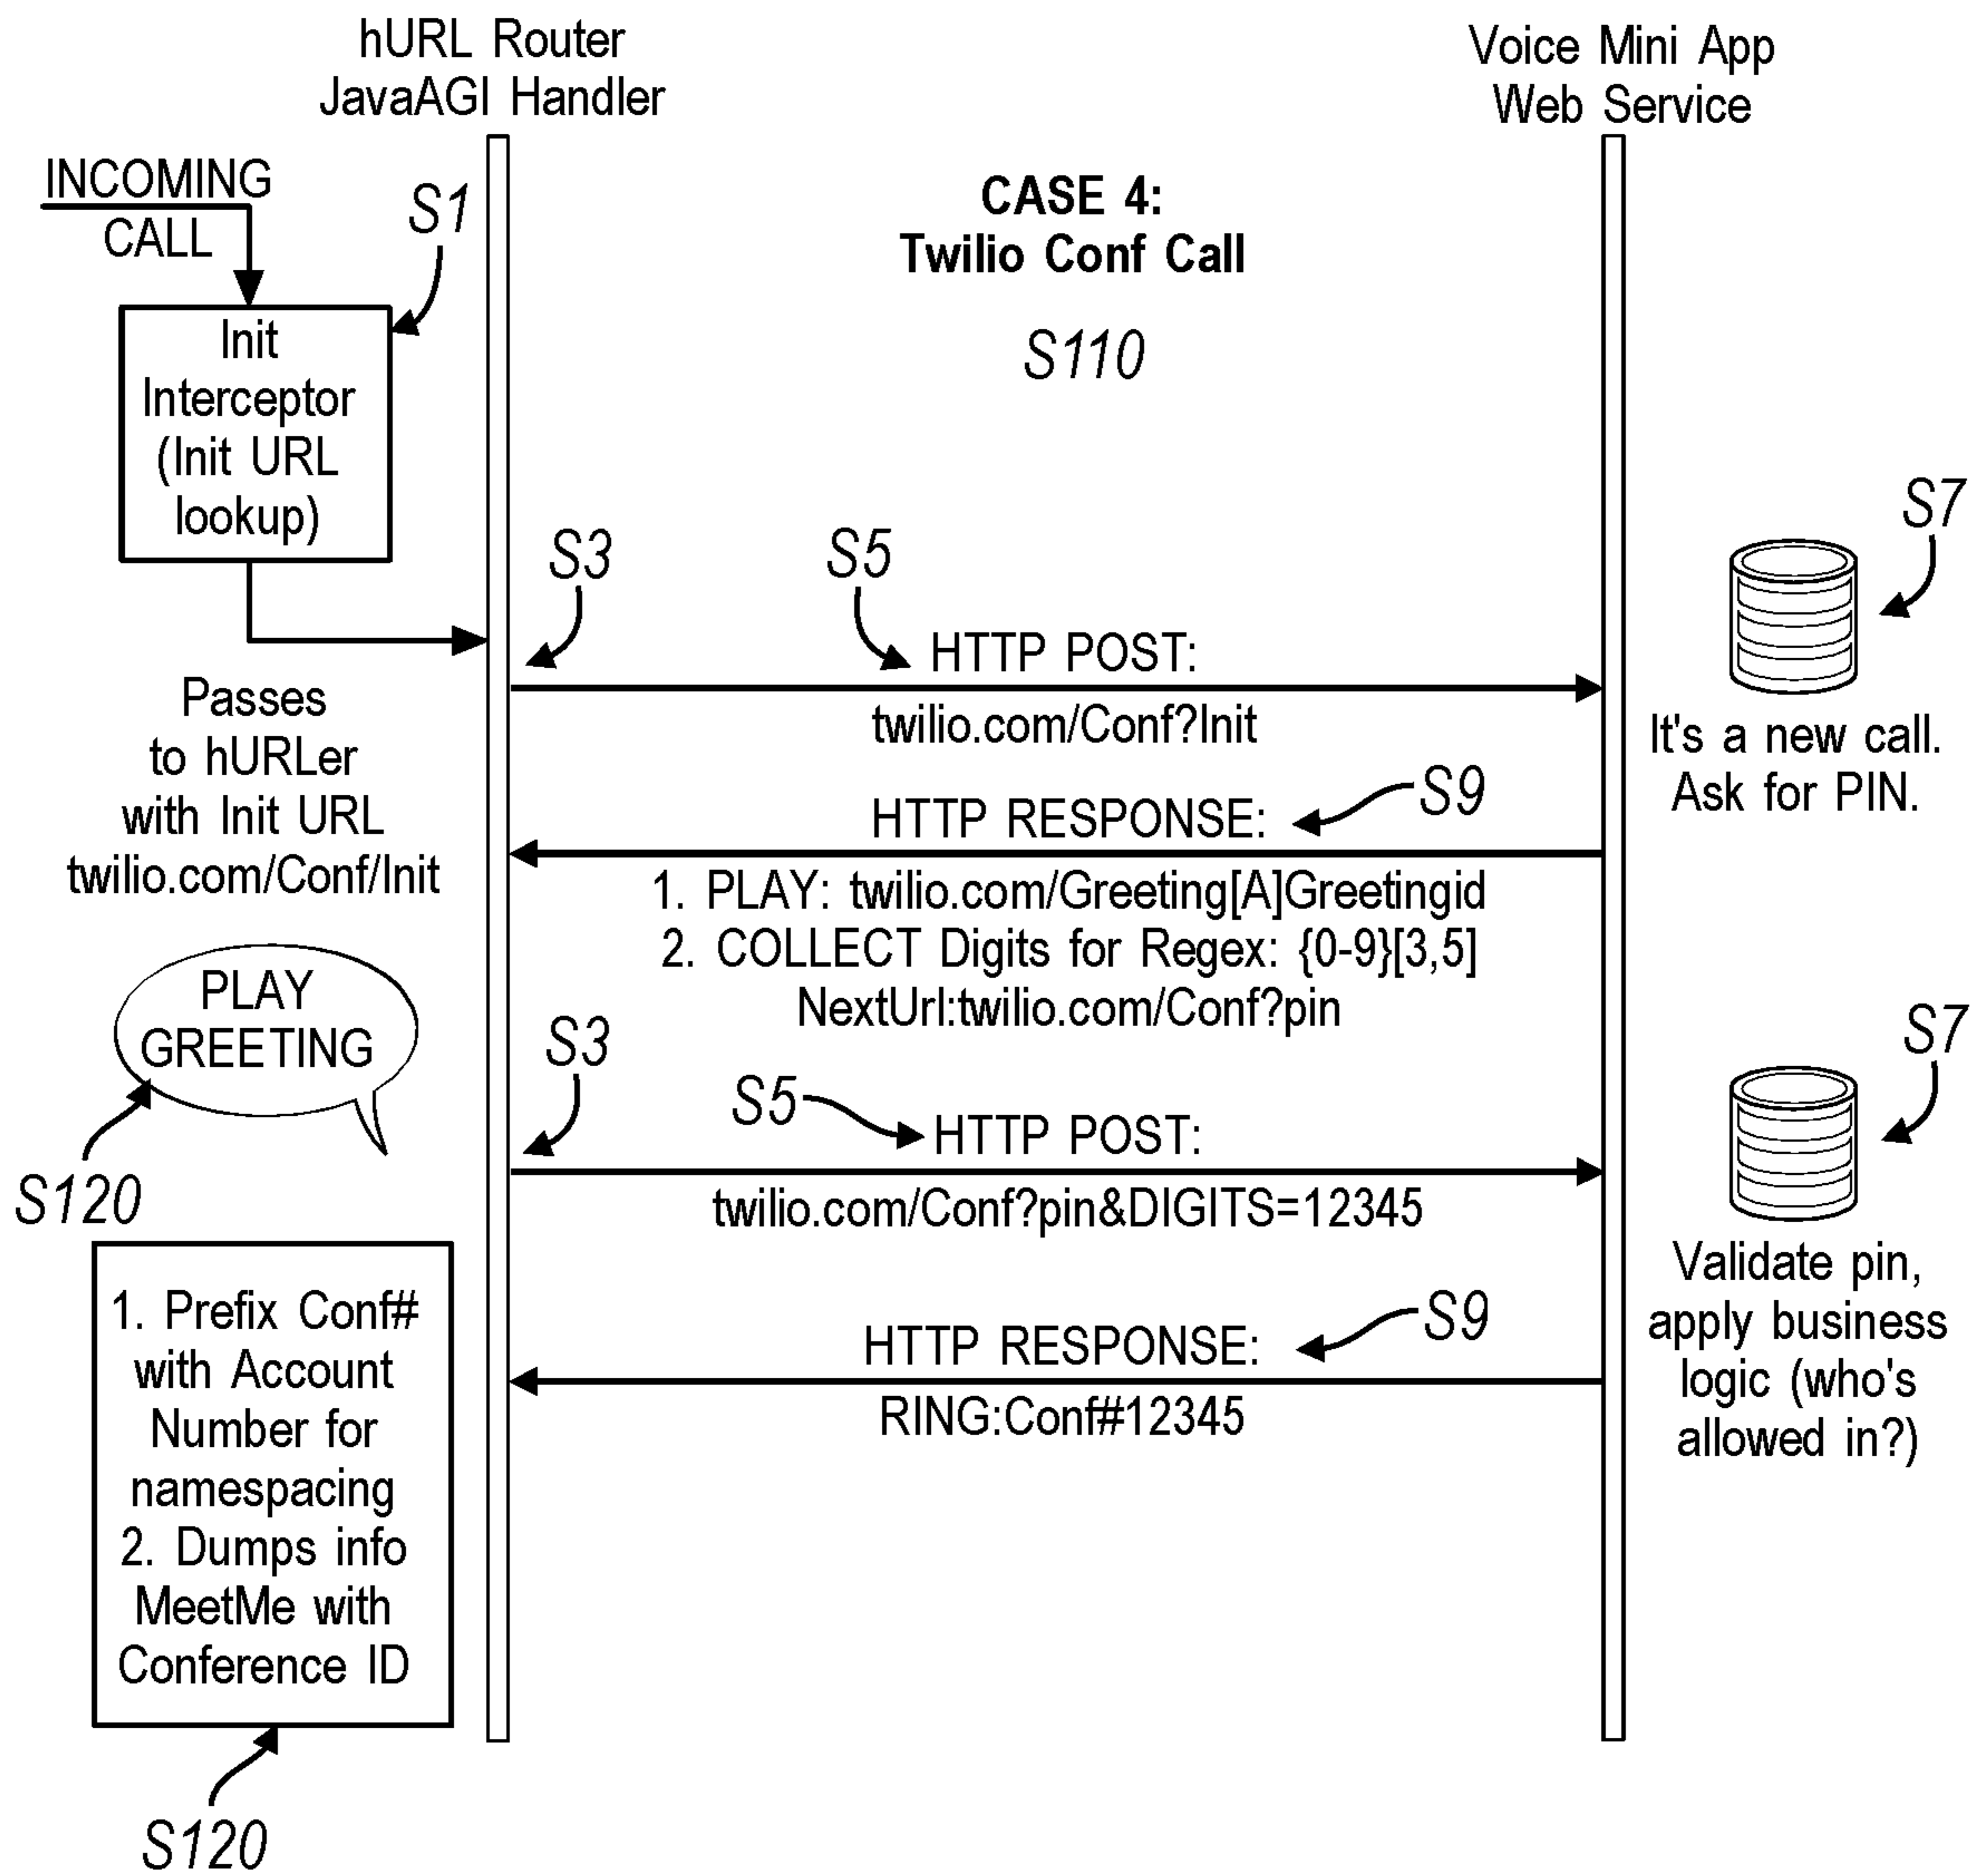 hURL Router
JavaAGI Handler
Voice Mini App
Web Service
INCOMING
CALL
S1
CASE 4:
Twilio Conf Call
S110
Init
Interceptor
(Init URL
lookup)
S3
S5
S7
HTTP POST:
twilio.com/Conf?Init
It's a new call.
Ask for PIN.
Passes
to hURLer
with Init URL
twilio.com/Conf/Init
HTTP RESPONSE:
S9
1. PLAY: twilio.com/Greeting[A]Greetingid
2. COLLECT Digits for Regex: {0-9}[3,5]
NextUrl:twilio.com/Conf?pin
PLAY
GREETING
S120
S3
S5
S7
HTTP POST:
twilio.com/Conf?pin&DIGITS=12345
Validate pin,
apply business
logic (who's
allowed in?)
HTTP RESPONSE:
S9
RING:Conf#12345
1. Prefix Conf#
with Account
Number for
namespacing
2. Dumps info
MeetMe with
Conference ID
S120